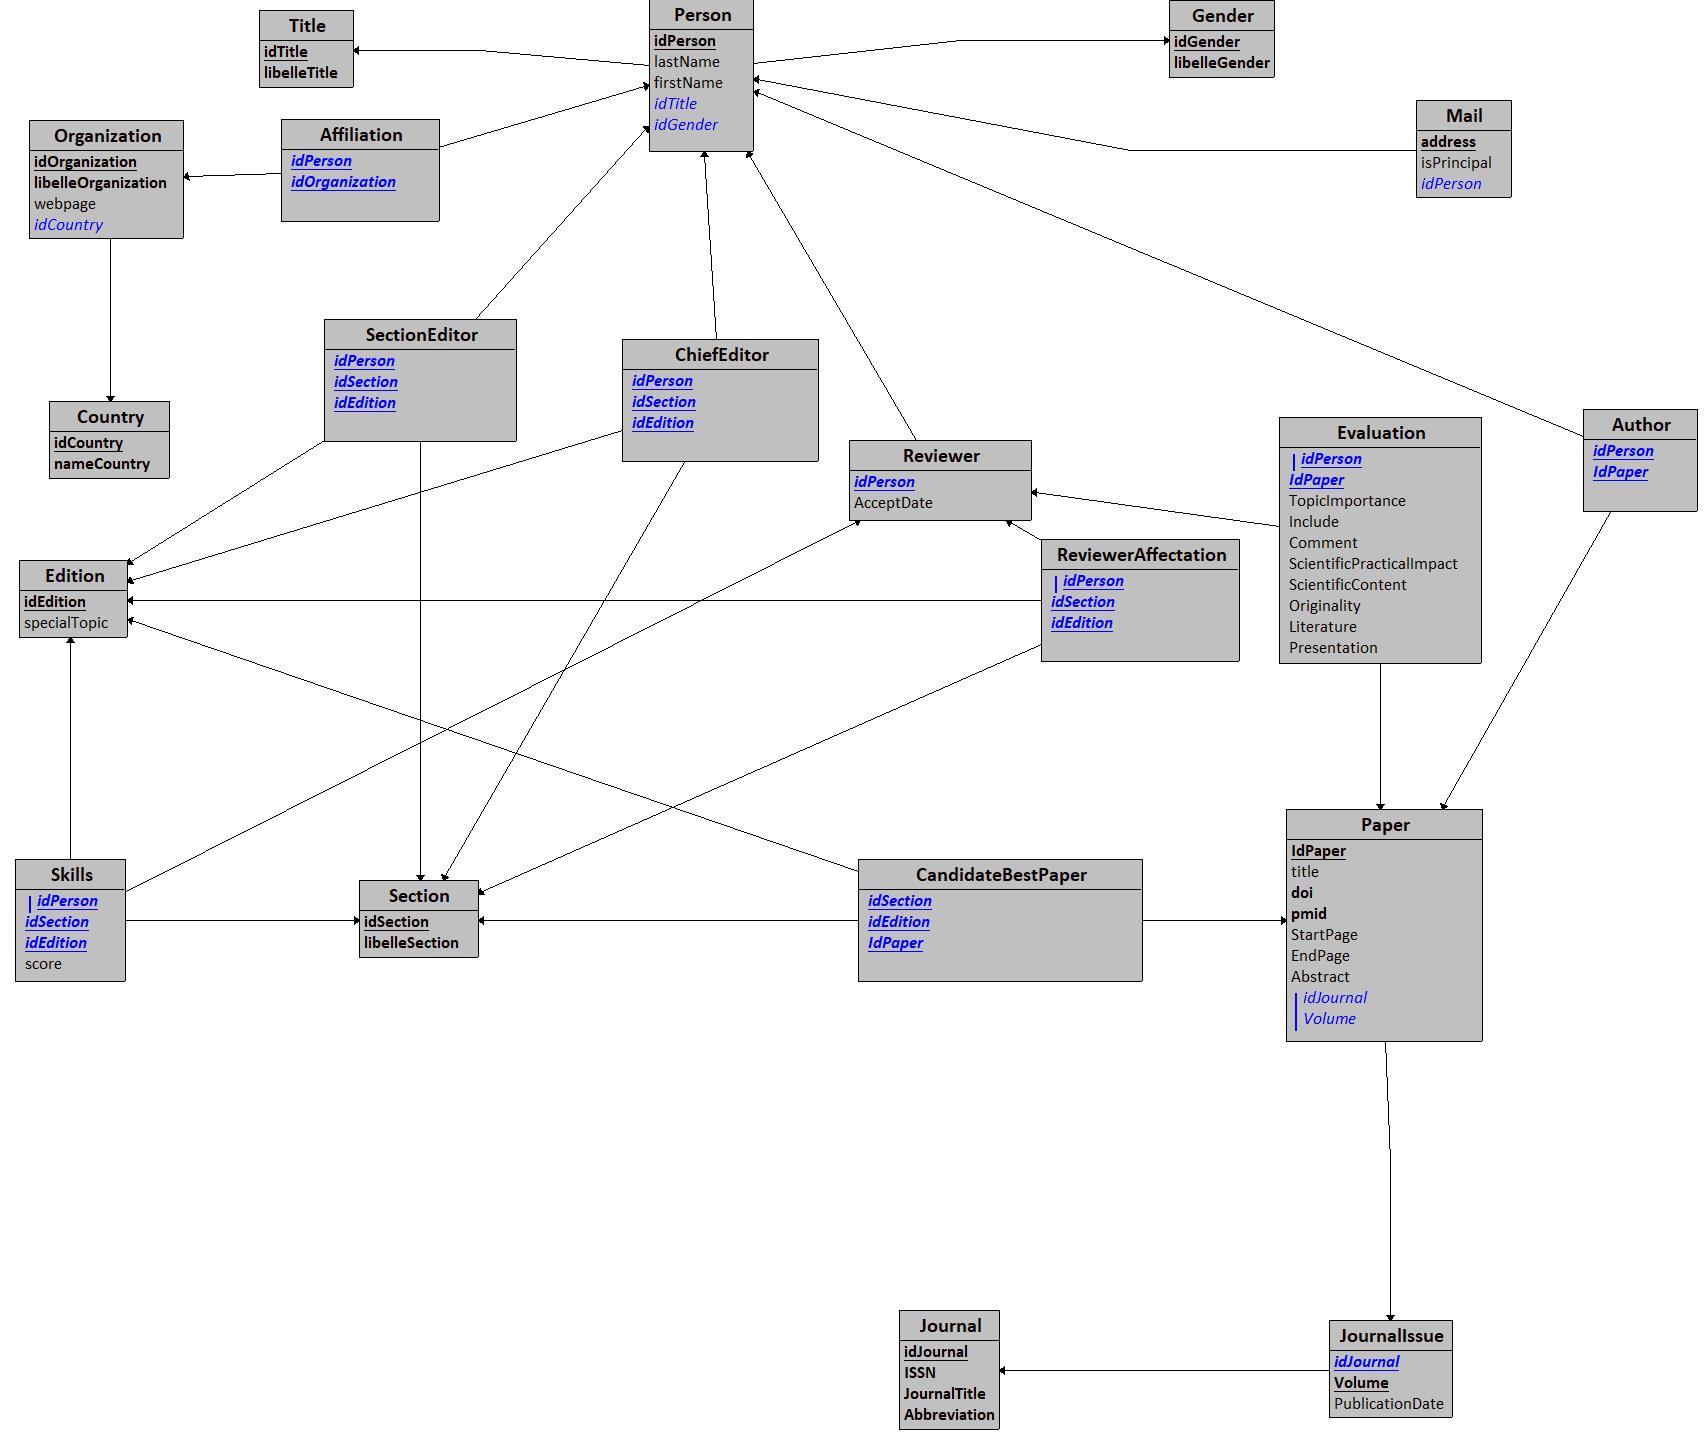 Title
idTitle
libelleTitle
Person
idPerson
lastName
firstName
idTitle
idGender
Gender
idGender
libelleGender
Mail
address
isPrincipal
idPerson
Organization
idOrganization
libelleOrganization
webpage
idCountry
Affiliation
idPerson
idOrganization
Country
idCountry
nameCountry
SectionEditor
idPerson
idSection
idEdition
ChiefEditor
idPerson
idSection
idEdition
Reviewer
idPerson
AcceptDate
Evaluation
idPerson
IdPaper
TopicImportance
Include
Comment
ScientificPracticalImpact
ScientificContent
Originality
Literature
Presentation
Author
idPerson
IdPaper
Edition
idEdition
specialTopic
ReviewerAffectation
idPerson
idSection
idEdition
Skills
idPerson
idSection
idEdition
score
Section
idSection
libelleSection
CandidateBestPaper
idSection
idEdition
IdPaper
Paper
IdPaper
title
doi
pmid
StartPage
EndPage
Abstract
idJournal
Volume
Journal
idJournal
ISSN
JournalTitle
Abbreviation
JournalIssue
idJournal
Volume
PublicationDate